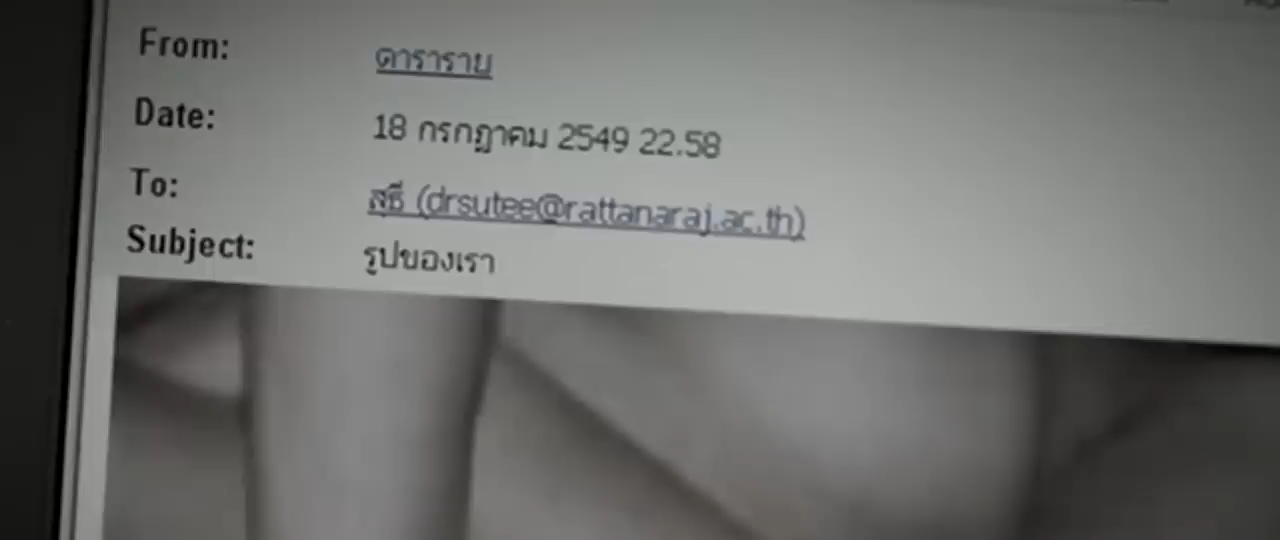 From: ดาราราย
Date: 18 กรกฎาคม 2549 22.58
To: สุธี (drsutee@rattanaraj.ac.th)
Subject: รูปของเรา